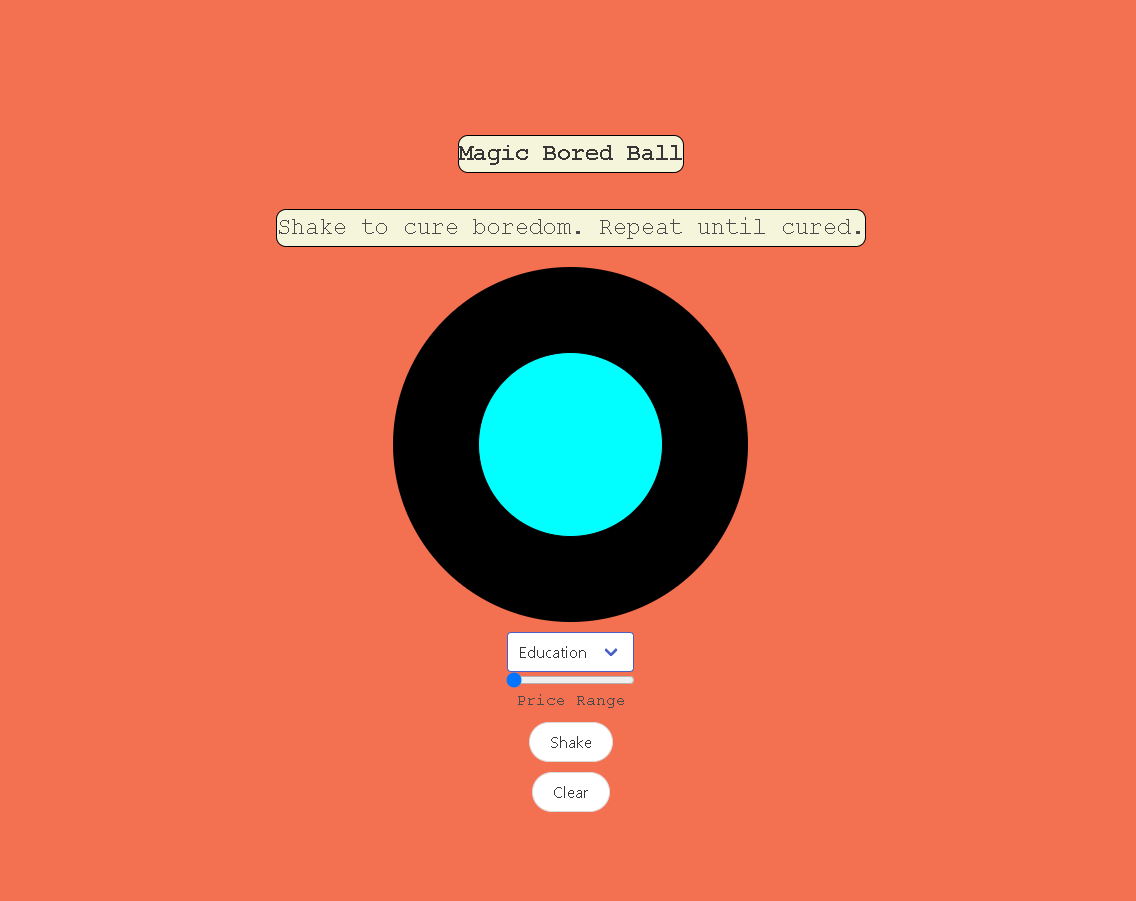 Magic Bored Ball
Shake to cure boredom. Repeat until cured.
Education
Price Range
Shake
Clear